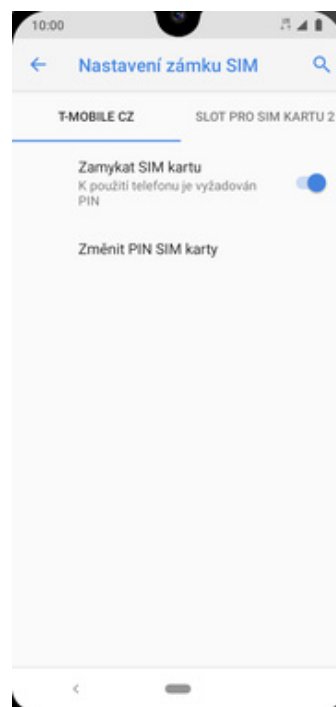 10:00
Nastavení zámku SIM
T-MOBILE CZ
SLOT PRO SIM KARTU 2
Zamykat SIM kartu
K použití telefonu je vyžadován
PIN
Změnit PIN SIM karty